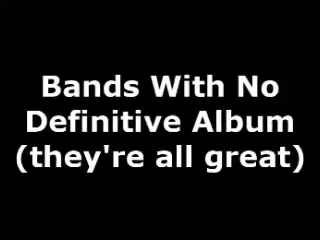 Bands With No
Definitive Album
(they're all great)